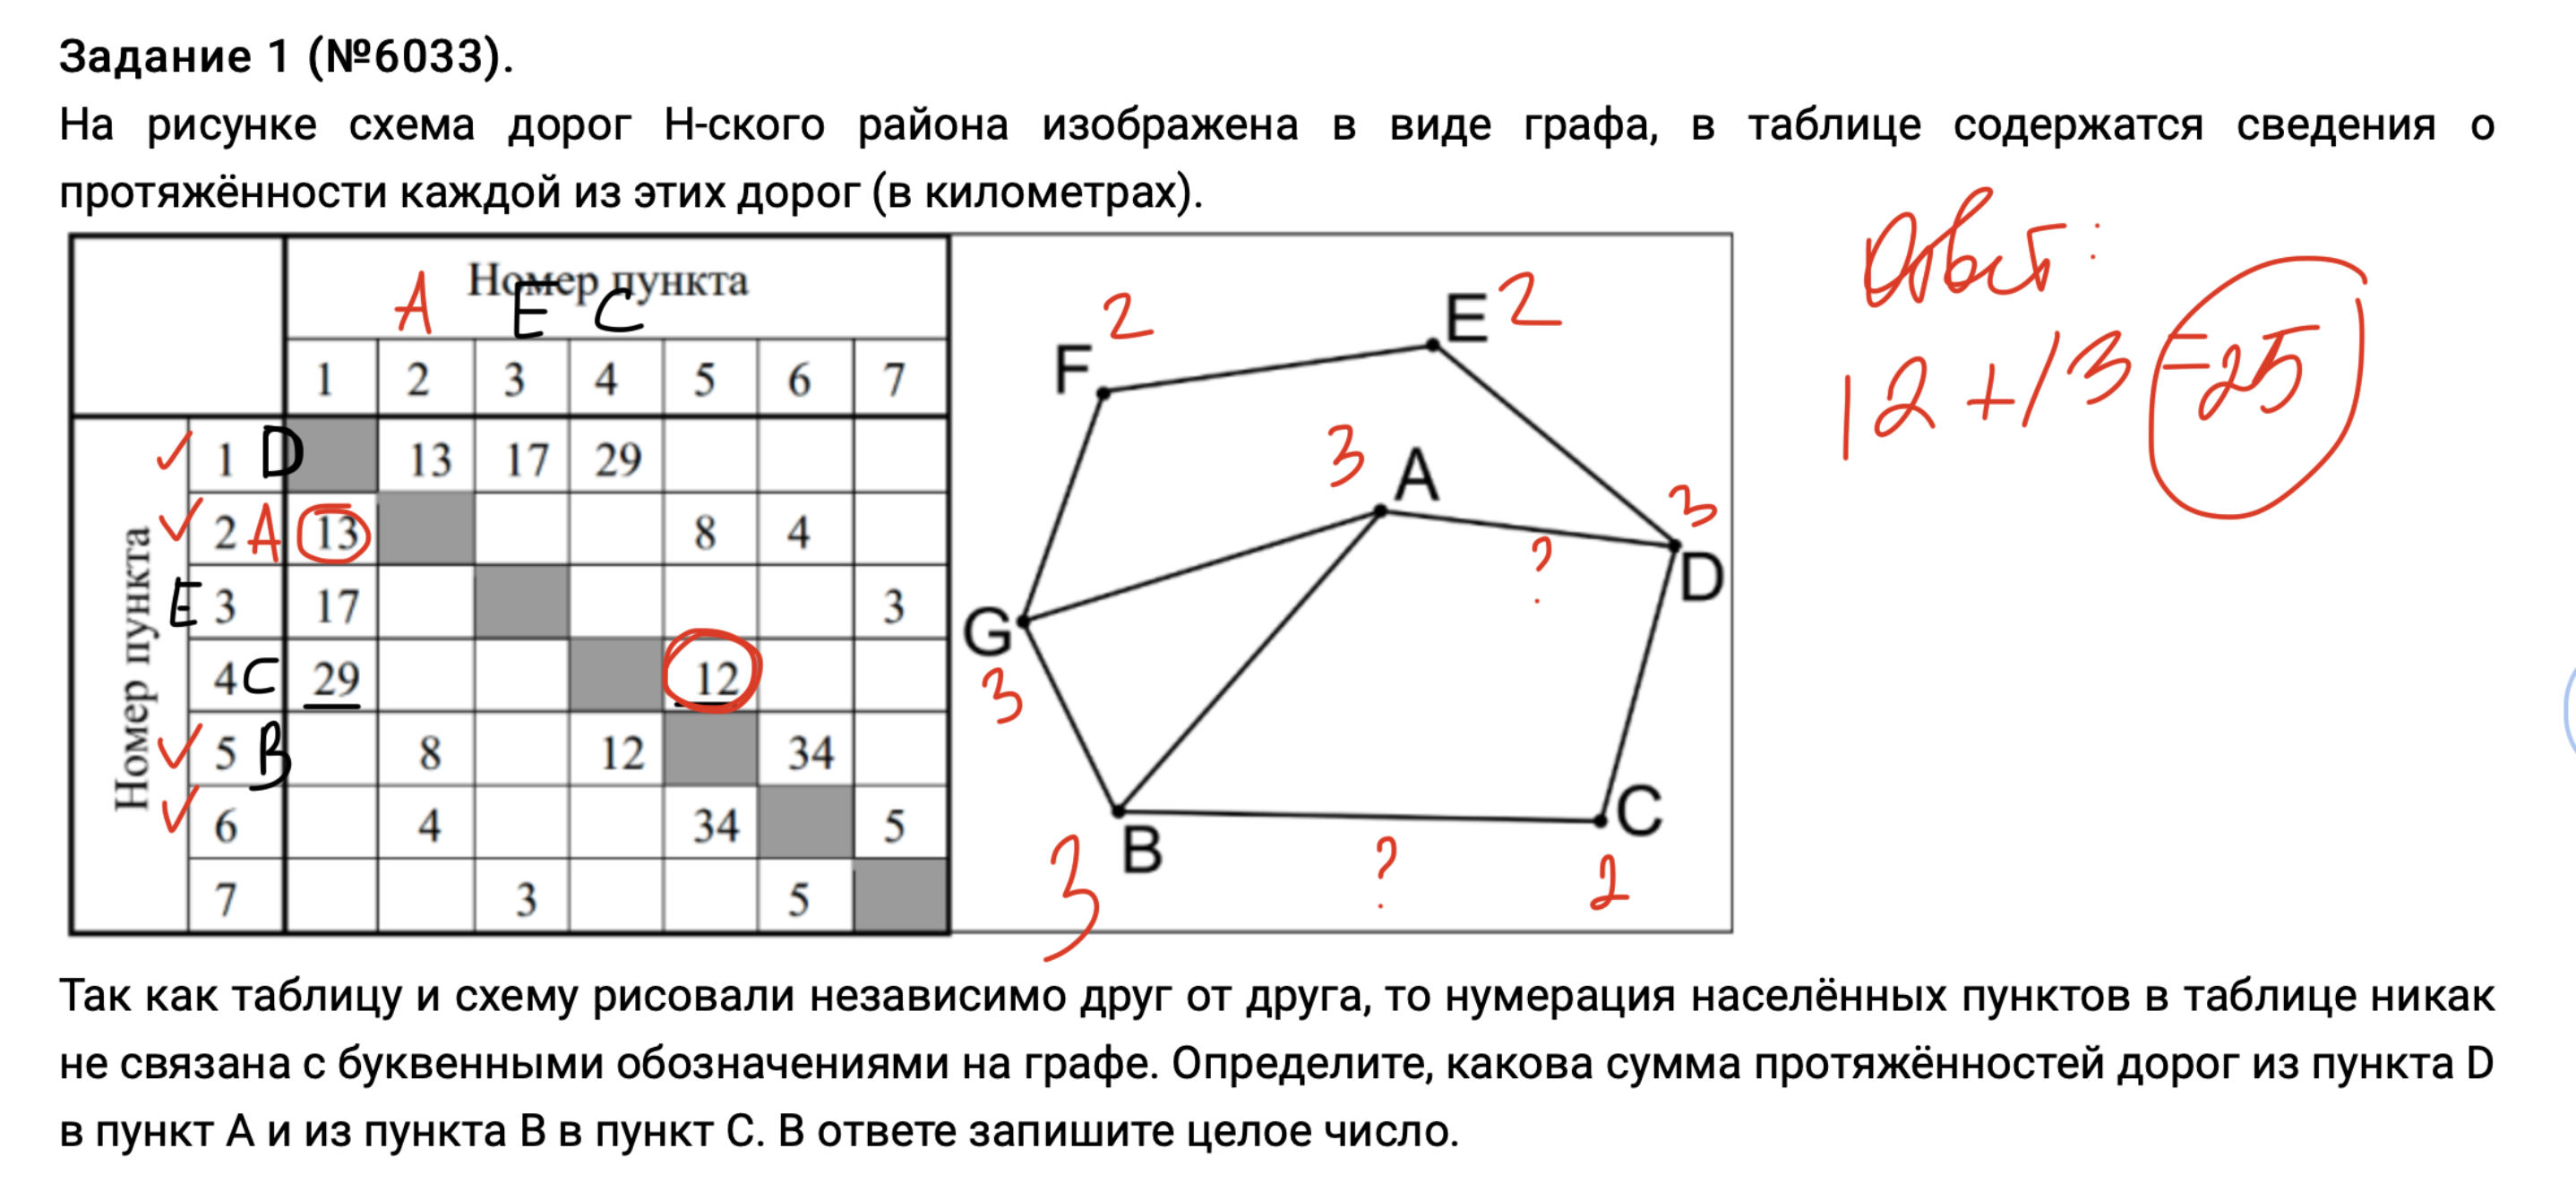 Задание 1 (№6033).
На рисунке схема дорог Н-ского района изображена в виде графа, в таблице содержатся сведения о
протяжённости каждой из этих дорог (в километрах).
Ответ:
12 + 13 = 25
Номер пункта
A E C
1 2 3 4 5 6 7
Номер пункта
1 D 13 17 29
2 A 13 8 4
E 3 17 3
4 C 29 12
5 B 8 12 34
6 4 34 5
7 3 5
F 2
E 2
3 A
3
D
?
G
3
B
3
?
C
2
Так как таблицу и схему рисовали независимо друг от друга, то нумерация населённых пунктов в таблице никак
не связана с буквенными обозначениями на графе. Определите, какова сумма протяжённостей дорог из пункта D
в пункт А и из пункта В в пункт С. В ответе запишите целое число.